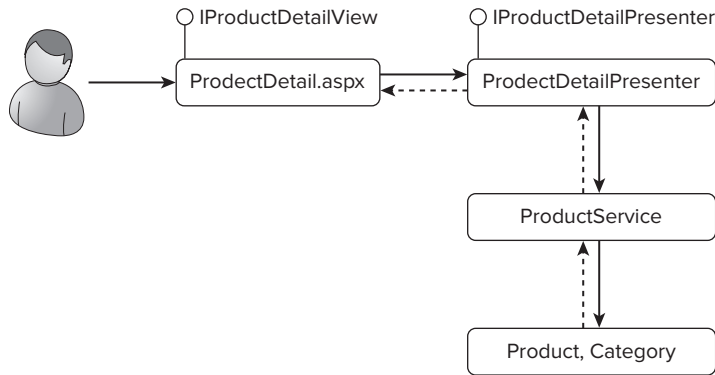 IProductDetailView
IProductDetailPresenter
ProdectDetail.aspx
ProdectDetailPresenter
ProductService
Product, Category